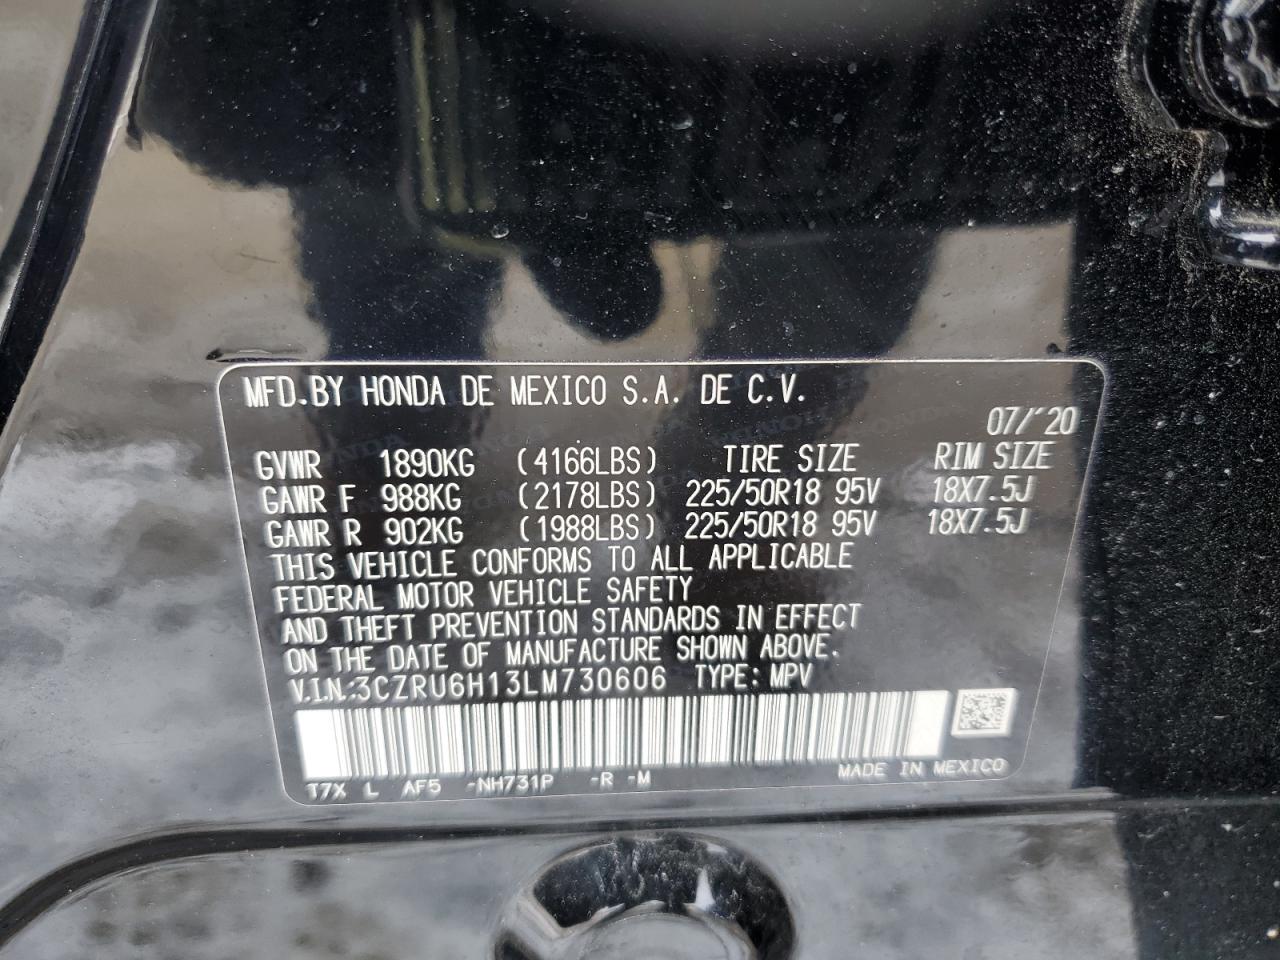 MFD.BY HONDA DE MEXICO S.A. DE C.V.
07/'20
GVWR 1890KG (4166LBS) TIRE SIZE RIM SIZE
GAWR F 988KG (2178LBS) 225/50R18 95V 18X7.5J
GAWR R 902KG (1988LBS) 225/50R18 95V 18X7.5J
THIS VEHICLE CONFORMS TO ALL APPLICABLE
FEDERAL MOTOR VEHICLE SAFETY
AND THEFT PREVENTION STANDARDS IN EFFECT
ON THE DATE OF MANUFACTURE SHOWN ABOVE.
V.I.N.:3CZRU6H13LM730606 TYPE: MPV
T7X L AF5 -NH731P -R -M MADE IN MEXICO